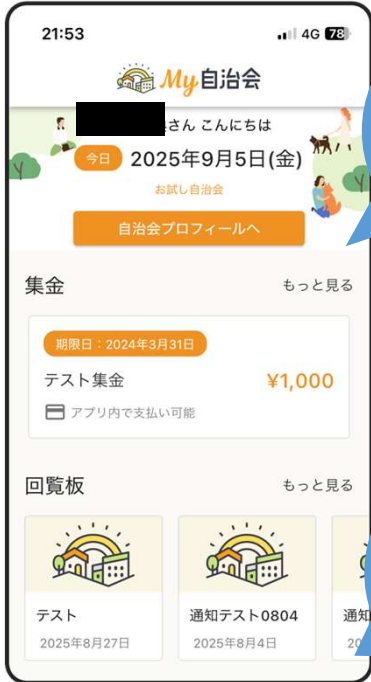 21:53
4G 78
My自治会
さん こんにちは
今日 2025年9月5日(金)
お試し自治会
自治会プロフィールへ
集金 もっと見る
期限日：2024年3月31日
テスト集金 ¥1,000
アプリ内で支払い可能
回覧板 もっと見る
テスト
2025年8月27日
通知テスト0804
2025年8月4日
通知
20